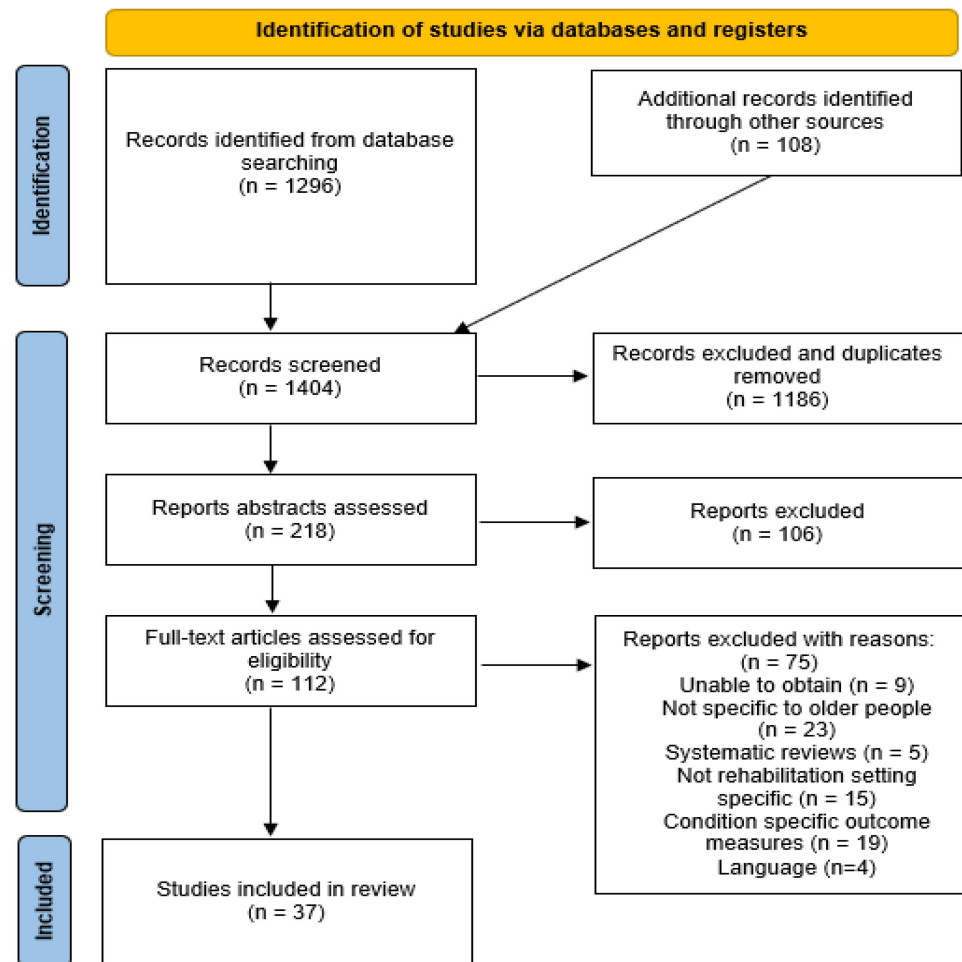 Identification of studies via databases and registers
Identification
Records identified from database
searching
(n = 1296)
Additional records identified
through other sources
(n = 108)
Screening
Records screened
(n = 1404)
Records excluded and duplicates
removed
(n = 1186)
Reports abstracts assessed
(n = 218)
Reports excluded
(n = 106)
Full-text articles assessed for
eligibility
(n = 112)
Reports excluded with reasons:
(n = 75)
Unable to obtain (n = 9)
Not specific to older people
(n = 23)
Systematic reviews (n = 5)
Not rehabilitation setting
specific (n = 15)
Condition specific outcome
measures (n = 19)
Language (n=4)
Included
Studies included in review
(n = 37)